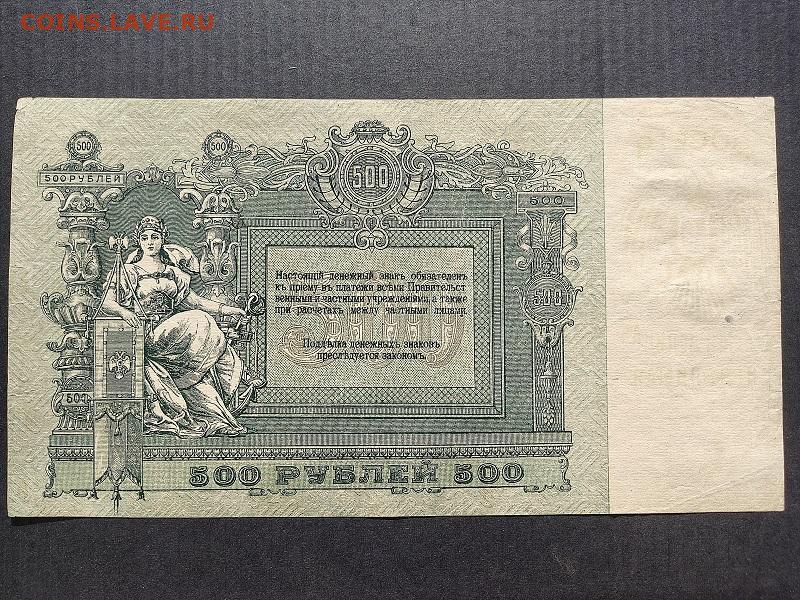 COINS.LAVE.RU
500
500
500 РУБЛЕЙ
500
500
Настоящій денежный знакъ обязателенъ
къ пріему въ платежи всѣми Правительст
венными и частными учрежденіями, а также
при расчетахъ между частными лицами.
Поддѣлка денежныхъ знаковъ
преслѣдуется закономъ.
500
500
500 РУБЛЕЙ 500